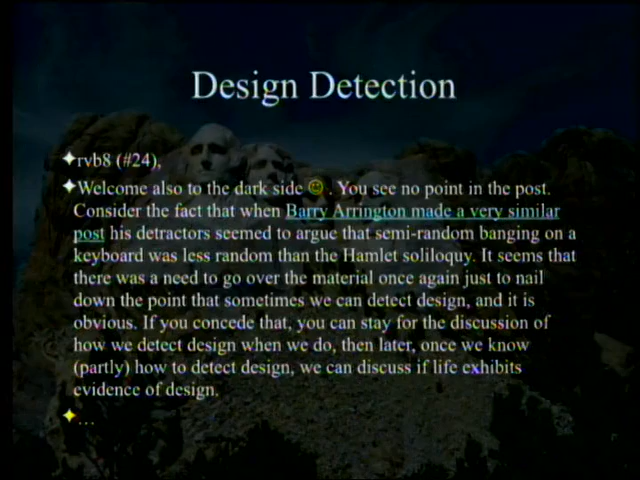 Design Detection
rvb8 (#24),
Welcome also to the dark side ☺ . You see no point in the post.
Consider the fact that when Barry Arrington made a very similar
post his detractors seemed to argue that semi-random banging on a
keyboard was less random than the Hamlet soliloquy. It seems that
there was a need to go over the material once again just to nail
down the point that sometimes we can detect design, and it is
obvious. If you concede that, you can stay for the discussion of
how we detect design when we do, then later, once we know
(partly) how to detect design, we can discuss if life exhibits
evidence of design.
…